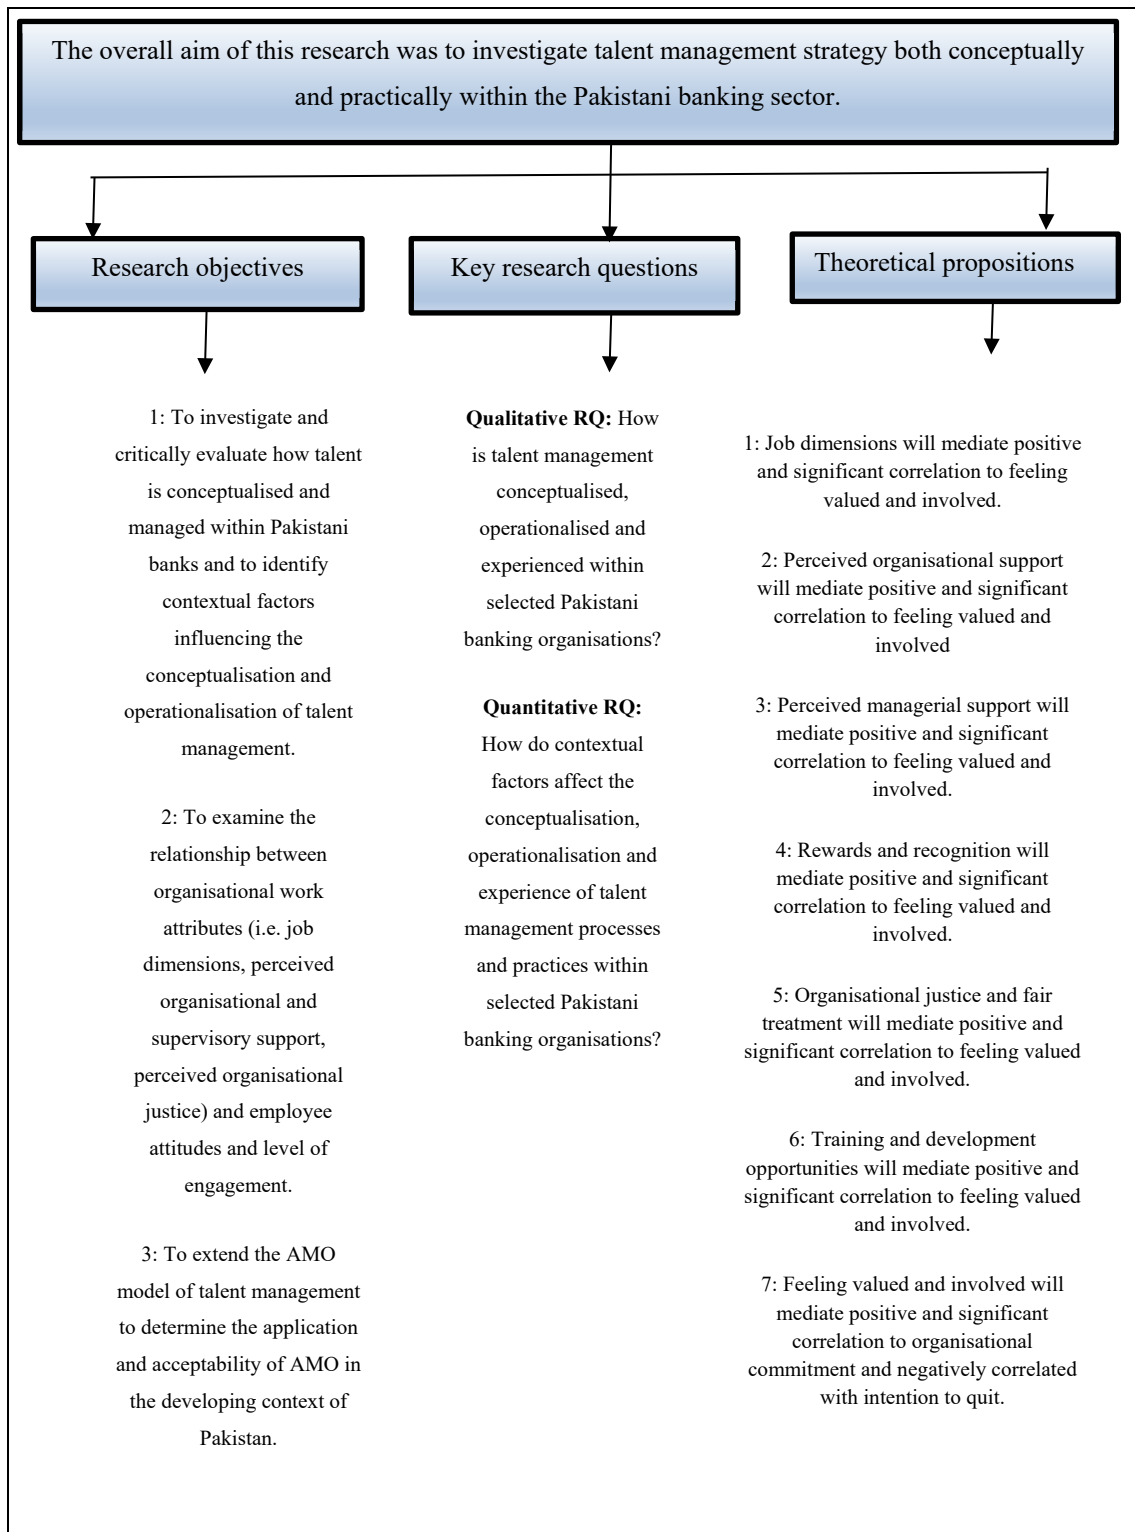 The overall aim of this research was to investigate talent management strategy both conceptually
and practically within the Pakistani banking sector.
Research objectives
Key research questions
Theoretical propositions
1: To investigate and
critically evaluate how talent
is conceptualised and
managed within Pakistani
banks and to identify
contextual factors
influencing the
conceptualisation and
operationalisation of talent
management.
2: To examine the
relationship between
organisational work
attributes (i.e. job
dimensions, perceived
organisational and
supervisory support,
perceived organisational
justice) and employee
attitudes and level of
engagement.
3: To extend the AMO
model of talent management
to determine the application
and acceptability of AMO in
the developing context of
Pakistan.
Qualitative RQ: How
is talent management
conceptualised,
operationalised and
experienced within
selected Pakistani
banking organisations?
Quantitative RQ:
How do contextual
factors affect the
conceptualisation,
operationalisation and
experience of talent
management processes
and practices within
selected Pakistani
banking organisations?
1: Job dimensions will mediate positive
and significant correlation to feeling
valued and involved.
2: Perceived organisational support
will mediate positive and significant
correlation to feeling valued and
involved
3: Perceived managerial support will
mediate positive and significant
correlation to feeling valued and
involved.
4: Rewards and recognition will
mediate positive and significant
correlation to feeling valued and
involved.
5: Organisational justice and fair
treatment will mediate positive and
significant correlation to feeling valued
and involved.
6: Training and development
opportunities will mediate positive and
significant correlation to feeling valued
and involved.
7: Feeling valued and involved will
mediate positive and significant
correlation to organisational
commitment and negatively correlated
with intention to quit.